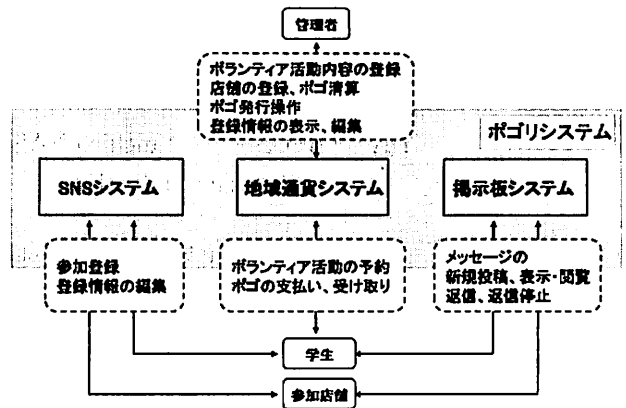 管理者
ボランティア活動内容の登録
店舗の登録、ポゴ清算
ポゴ発行操作
登録情報の表示、編集
ポゴリシステム
SNSシステム
地域通貨システム
掲示板システム
参加登録
登録情報の編集
ボランティア活動の予約
ポゴの支払い、受け取り
メッセージの
新規投稿、表示・閲覧
返信、返信停止
学生
参加店舗